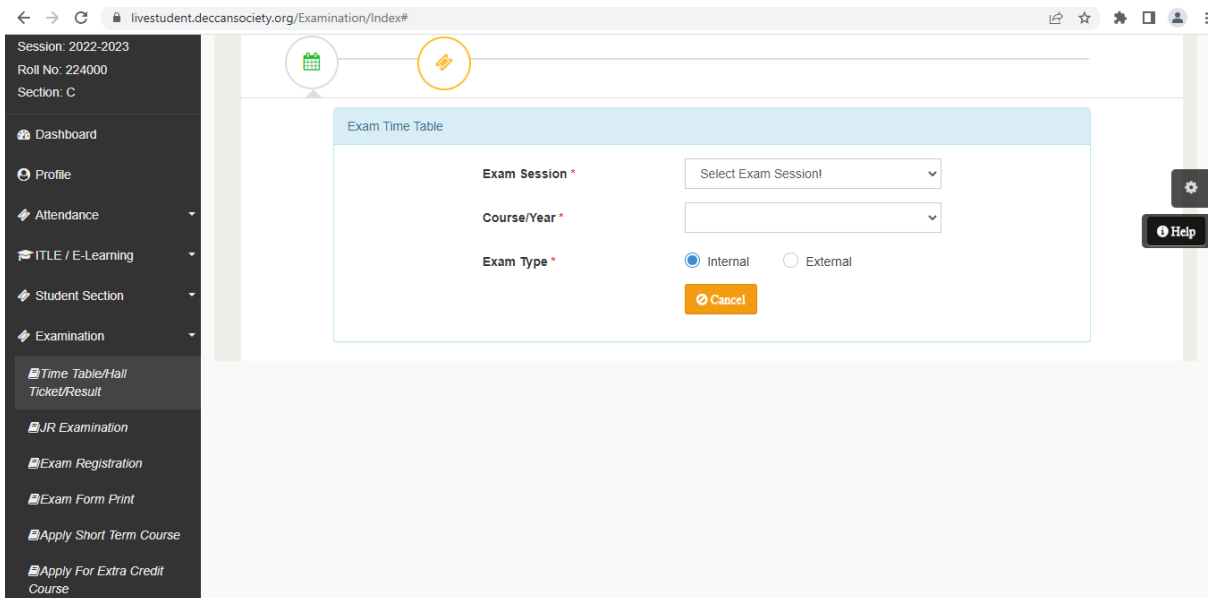 livestudent.deccansociety.org/Examination/Index#
Session: 2022-2023
Roll No: 224000
Section: C
Dashboard
Profile
Attendance
ITLE / E-Learning
Student Section
Examination
Time Table/Hall
Ticket/Result
JR Examination
Exam Registration
Exam Form Print
Apply Short Term Course
Apply For Extra Credit
Course
Exam Time Table
Exam Session *
Select Exam Session!
Course/Year *
Exam Type *
Internal
External
Cancel
Help